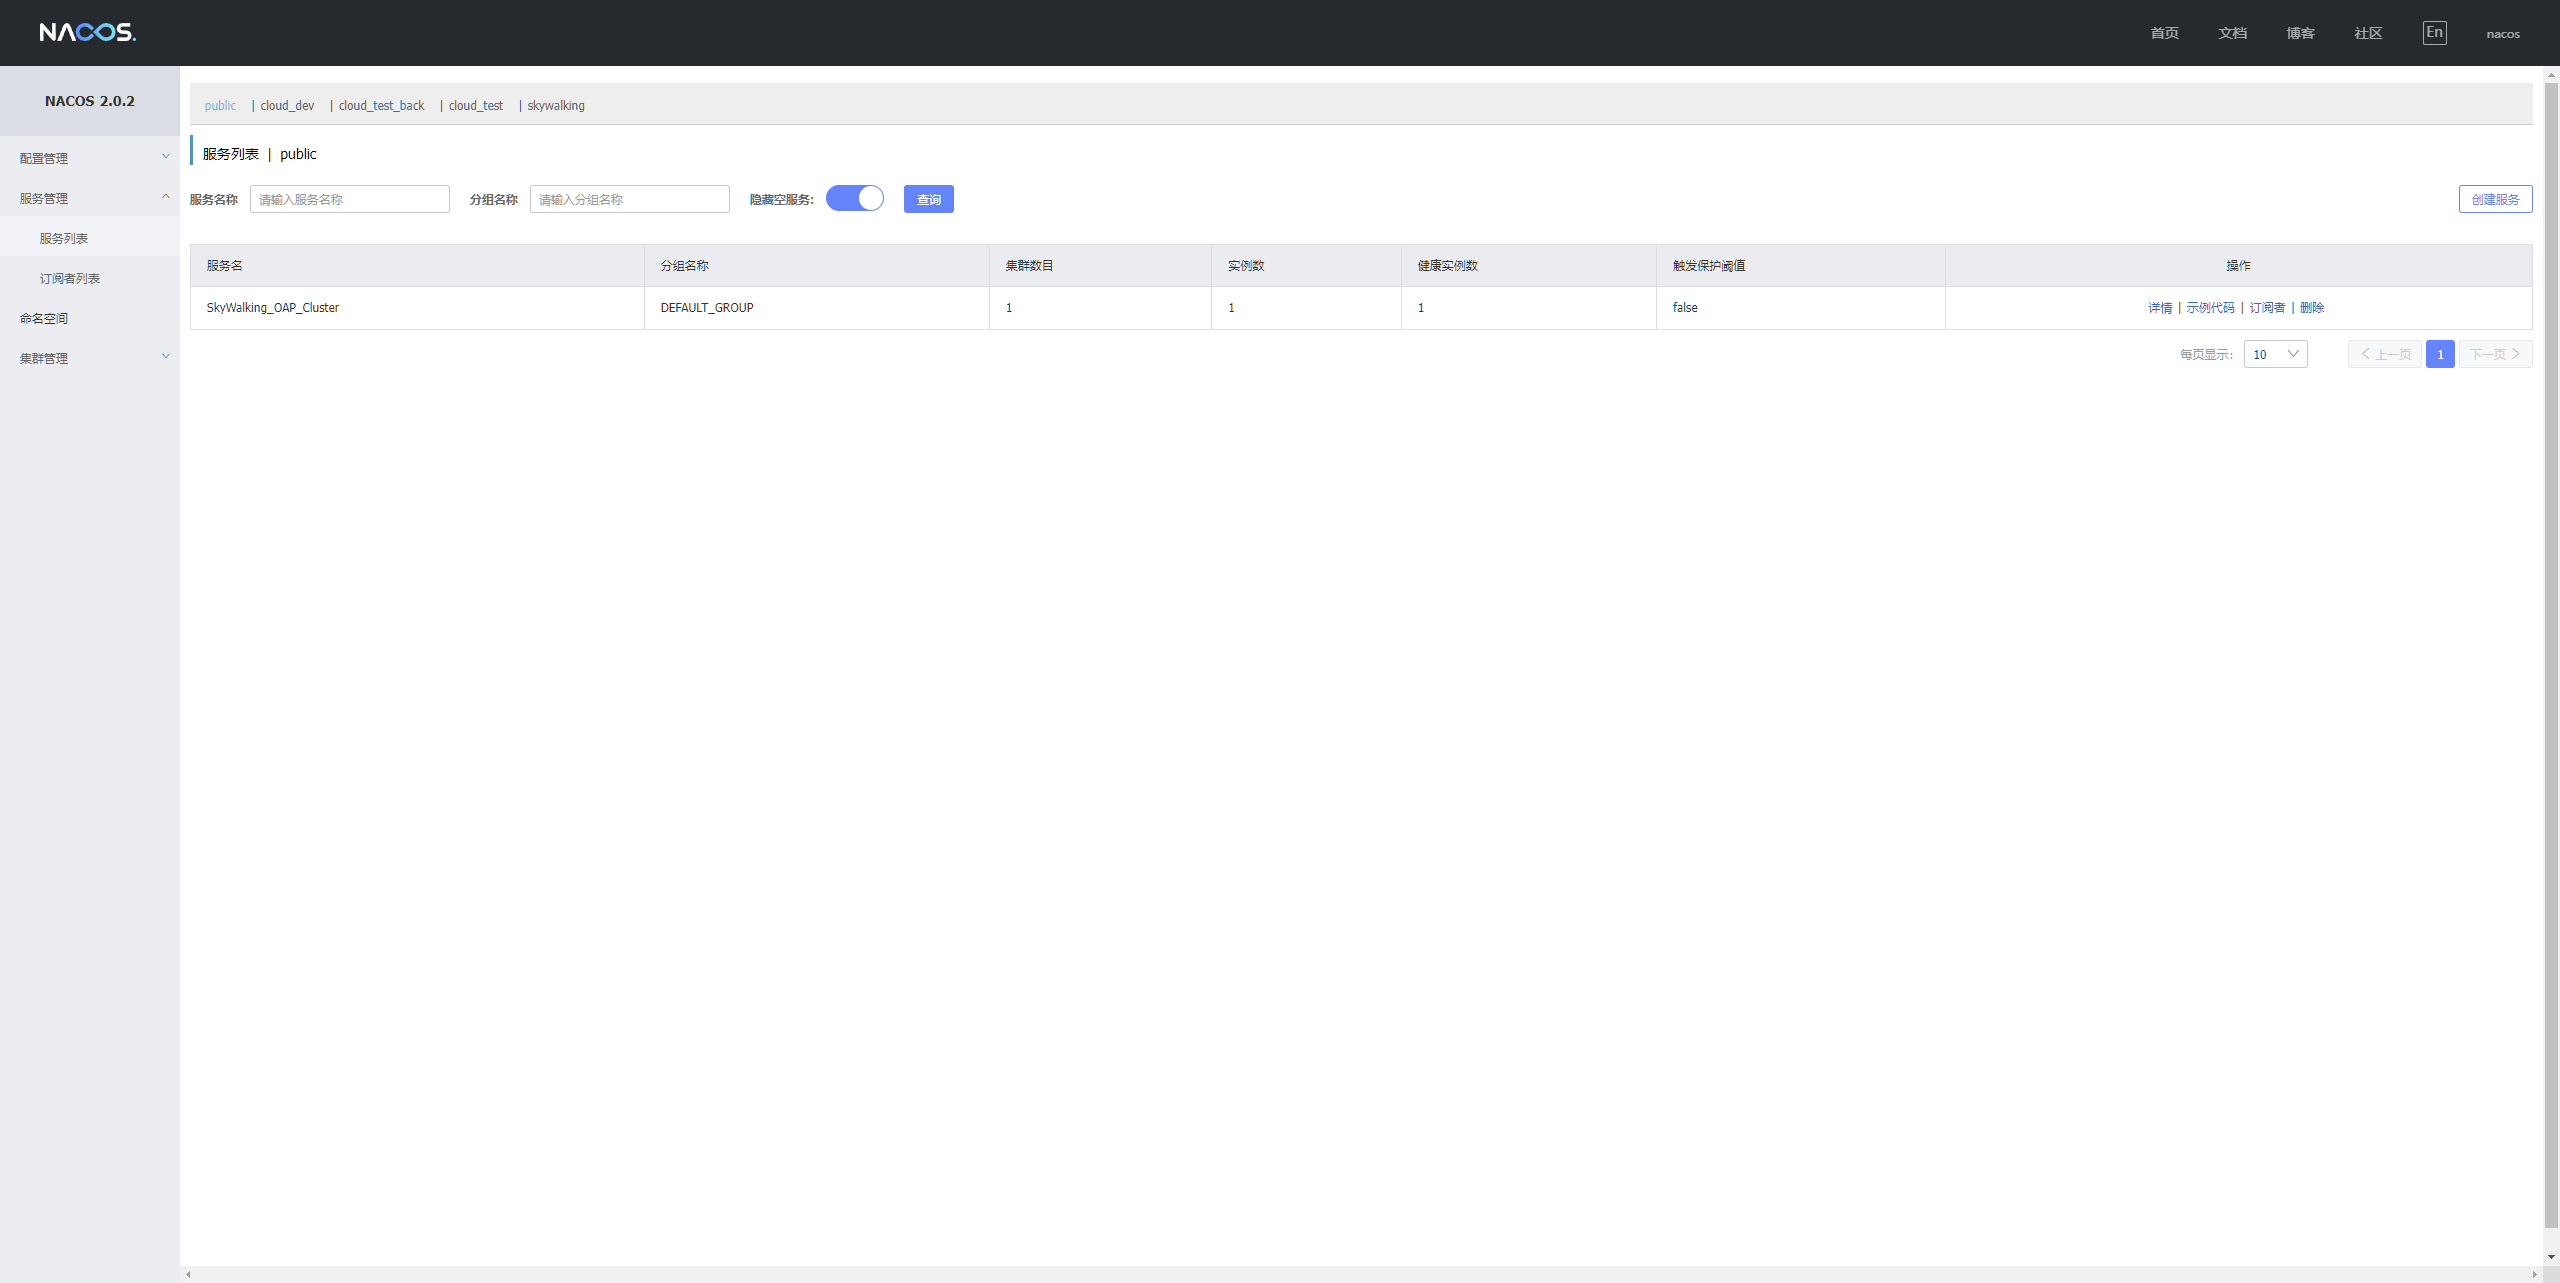 NACOS.
首页 文档 博客 社区 En nacos
NACOS 2.0.2
配置管理
服务管理
服务列表
订阅者列表
命名空间
集群管理
public | cloud_dev | cloud_test_back | cloud_test | skywalking
服务列表 | public
服务名称 请输入服务名称 分组名称 请输入分组名称 隐藏空服务: 查询 创建服务
服务名 分组名称 集群数目 实例数 健康实例数 触发保护阈值 操作
SkyWalking_OAP_Cluster DEFAULT_GROUP 1 1 1 false 详情 | 示例代码 | 订阅者 | 删除
每页显示: 10 上一页 1 下一页